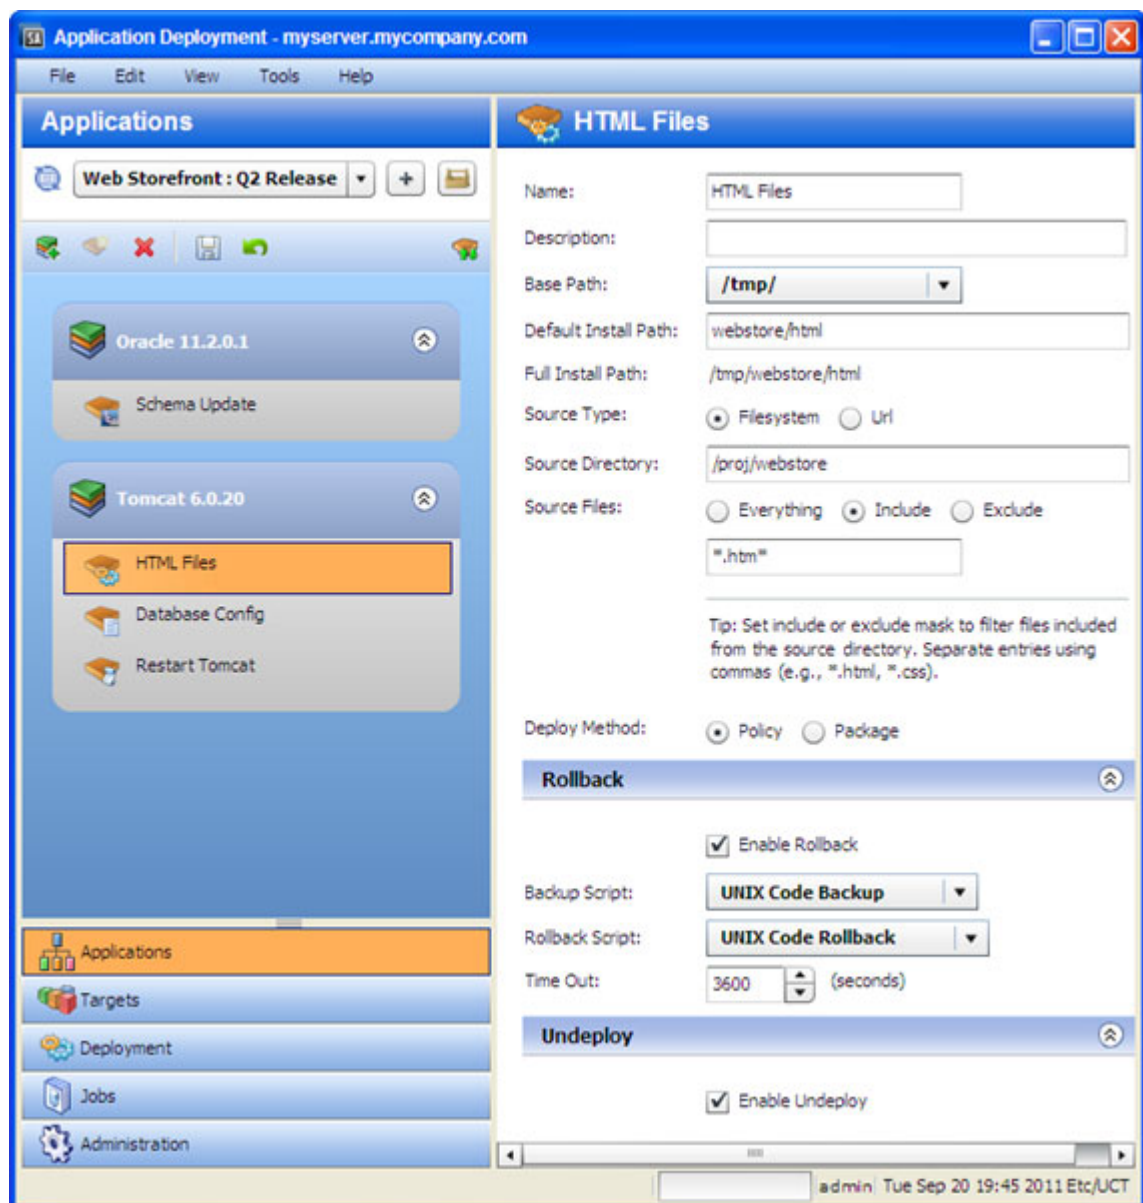 SA Application Deployment - myserver.mycompany.com
File Edit View Tools Help
Applications
Web Storefront : Q2 Release
+
Oracle 11.2.0.1
Schema Update
Tomcat 6.0.20
HTML Files
Database Config
Restart Tomcat
Applications
Targets
Deployment
Jobs
Administration
HTML Files
Name: HTML Files
Description:
Base Path: /tmp/
Default Install Path: webstore/html
Full Install Path: /tmp/webstore/html
Source Type: Filesystem Url
Source Directory: /proj/webstore
Source Files: Everything Include Exclude
*.htm*
Tip: Set include or exclude mask to filter files included
from the source directory. Separate entries using
commas (e.g., *.html, *.css).
Deploy Method: Policy Package
Rollback
Enable Rollback
Backup Script: UNIX Code Backup
Rollback Script: UNIX Code Rollback
Time Out: 3600 (seconds)
Undeploy
Enable Undeploy
admin Tue Sep 20 19:45 2011 Etc/UCT